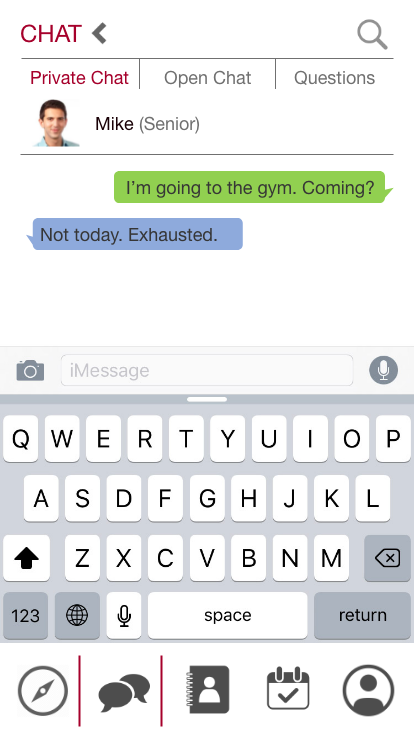 CHAT
Private Chat Open Chat Questions
Mike (Senior)
I'm going to the gym. Coming?
Not today. Exhausted.
iMessage
Q W E R T Y U I O P
A S D F G H J K L
Z X C V B N M
123 space return